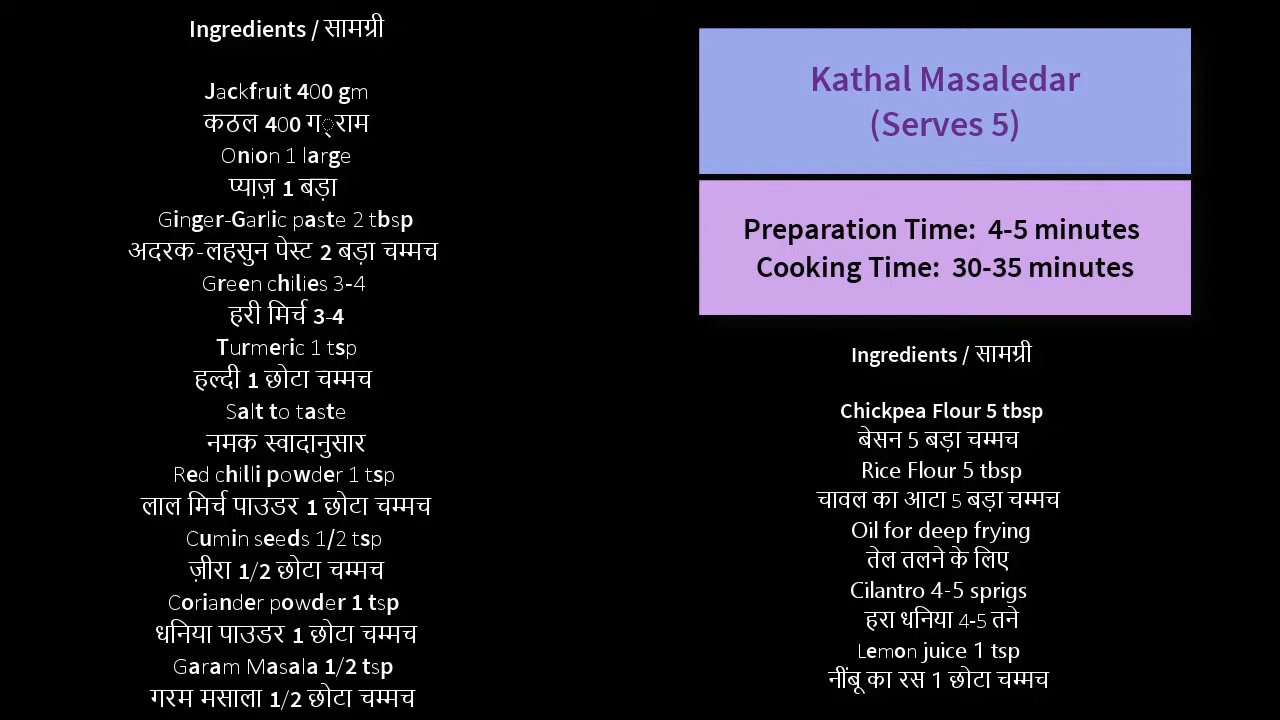 Ingredients / सामग्री
Jackfruit 400 gm
कठल 400 ग्राम
Onion 1 large
प्याज़ 1 बड़ा
Ginger-Garlic paste 2 tbsp
अदरक-लहसुन पेस्ट 2 बड़ा चम्मच
Green chilies 3-4
हरी मिर्च 3-4
Turmeric 1 tsp
हल्दी 1 छोटा चम्मच
Salt to taste
नमक स्वादानुसार
Red chilli powder 1 tsp
लाल मिर्च पाउडर 1 छोटा चम्मच
Cumin seeds 1/2 tsp
ज़ीरा 1/2 छोटा चम्मच
Coriander powder 1 tsp
धनिया पाउडर 1 छोटा चम्मच
Garam Masala 1/2 tsp
गरम मसाला 1/2 छोटा चम्मच
Kathal Masaledar
(Serves 5)
Preparation Time: 4-5 minutes
Cooking Time: 30-35 minutes
Ingredients / सामग्री
Chickpea Flour 5 tbsp
बेसन 5 बड़ा चम्मच
Rice Flour 5 tbsp
चावल का आटा 5 बड़ा चम्मच
Oil for deep frying
तेल तलने के लिए
Cilantro 4-5 sprigs
हरा धनिया 4-5 तने
Lemon juice 1 tsp
नींबू का रस 1 छोटा चम्मच